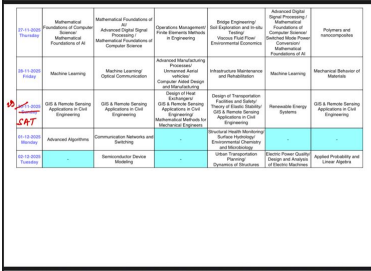 27-11-2025
Thursday
Mathematical
Foundations of Computer
Science/
Mathematical
Foundations of AI
Mathematical Foundations of
AI/
Advanced Digital Signal
Processing /
Mathematical Foundations of
Computer Science
Operations Management/
Finite Elements Methods
in Engineering
Bridge Engineering/
Soil Exploration and In-situ
Testing/
Viscous Fluid Flow/
Environmental Economics
Advanced Digital
Signal Processing /
Mathematical
Foundations of
Computer Science/
Switched Mode Power
Conversion/
Mathematical
Foundations of AI
Polymers and
nanocomposites
28-11-2025
Friday
Machine Learning
Machine Learning/
Optical Communication
Advanced Manufacturing
Processes/
Unmanned Aerial
vehicles/
Computer Aided Design
and Manufacturing
Infrastructure Maintenance
and Rehabilitation
Machine Learning
Mechanical Behavior of
Materials
-11-2025
SAT
GIS & Remote Sensing
Applications in Civil
Engineering
GIS & Remote Sensing
Applications in Civil
Engineering
Design of Heat
Exchangers/
GIS & Remote Sensing
Applications in Civil
Engineering/
Mathematical Methods for
Mechanical Engineers
Design of Transportation
Facilities and Safety/
Theory of Elastic Stability/
GIS & Remote Sensing
Applications in Civil
Engineering
Renewable Energy
Systems
GIS & Remote Sensing
Applications in Civil
Engineering
01-12-2025
Monday
Advanced Algorithms
Communication Networks and
Switching
-
Structural Health Monitoring/
Surface Hydrology/
Environmental Chemistry
and Microbiology
-
-
02-12-2025
Tuesday
-
Semiconductor Device
Modeling
-
Urban Transportation
Planning/
Dynamics of Structures
Electric Power Quality/
Design and Analysis
of Electric Machines
Applied Probability and
Linear Algebra